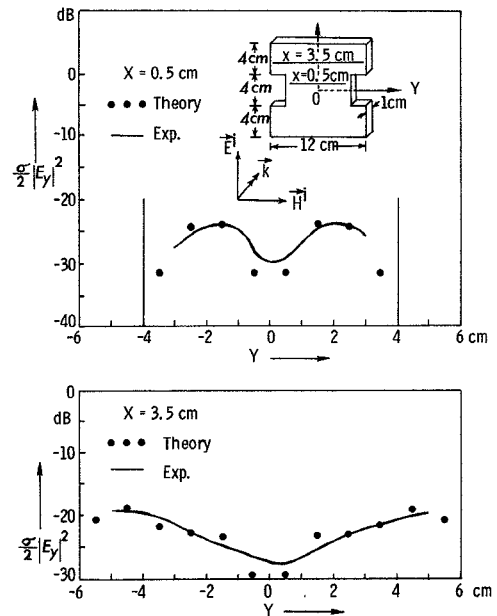 dB
0
-10
-20
-30
-40
σ/2 |E_y|²
X = 0.5 cm
● ● ● Theory
— Exp.
4cm
4cm
4cm
x = 3.5 cm
x=0.5cm
0
Y
1cm
12 cm
E^i
k
H^i
-6 -4 -2 0 2 4 6 cm
Y
0
dB
-10
-20
-30
σ/2 |E_y|²
X = 3.5 cm
● ● ● Theory
— Exp.
-6 -4 -2 0 2 4 6 cm
Y